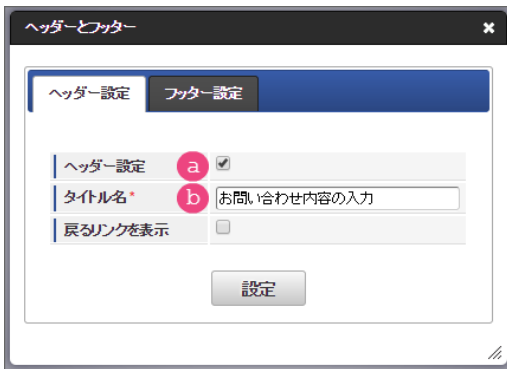 ヘッダーとフッター
ヘッダー設定 フッター設定
ヘッダー設定 a
タイトル名* b お問い合わせ内容の入力
戻るリンクを表示
設定